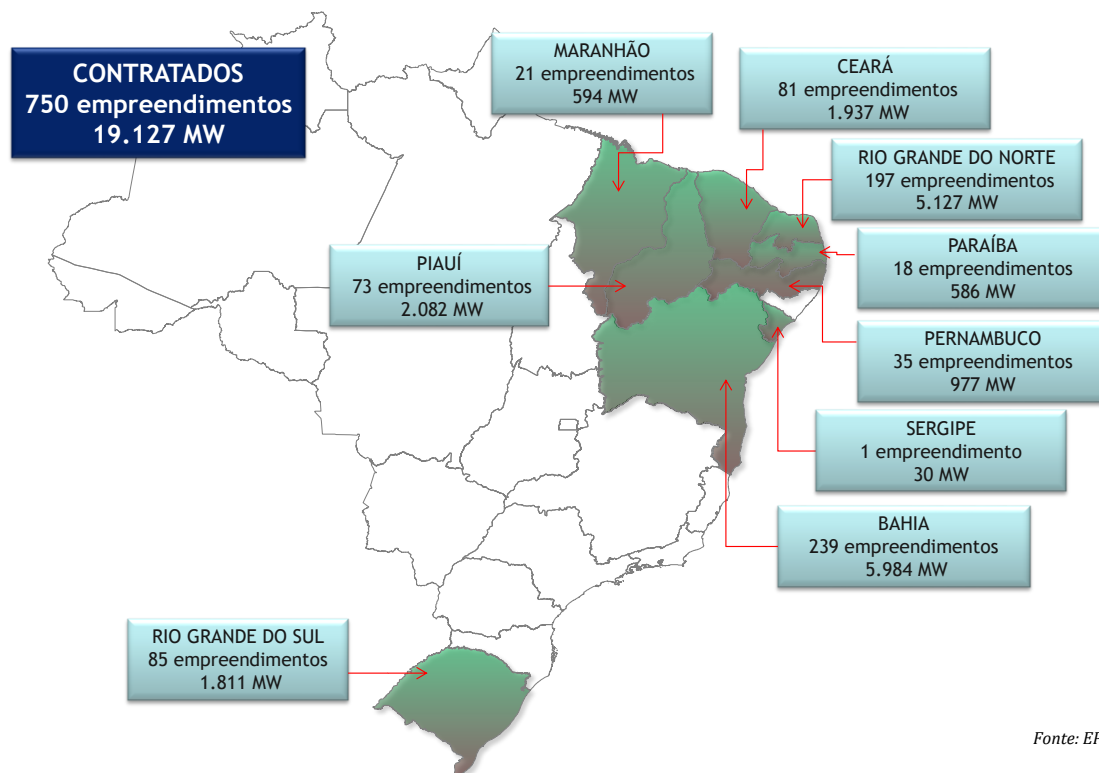 CONTRATADOS
750 empreendimentos
19.127 MW
MARANHÃO
21 empreendimentos
594 MW
CEARÁ
81 empreendimentos
1.937 MW
RIO GRANDE DO NORTE
197 empreendimentos
5.127 MW
PARAÍBA
18 empreendimentos
586 MW
PIAUÍ
73 empreendimentos
2.082 MW
PERNAMBUCO
35 empreendimentos
977 MW
SERGIPE
1 empreendimento
30 MW
BAHIA
239 empreendimentos
5.984 MW
RIO GRANDE DO SUL
85 empreendimentos
1.811 MW
Fonte: EP